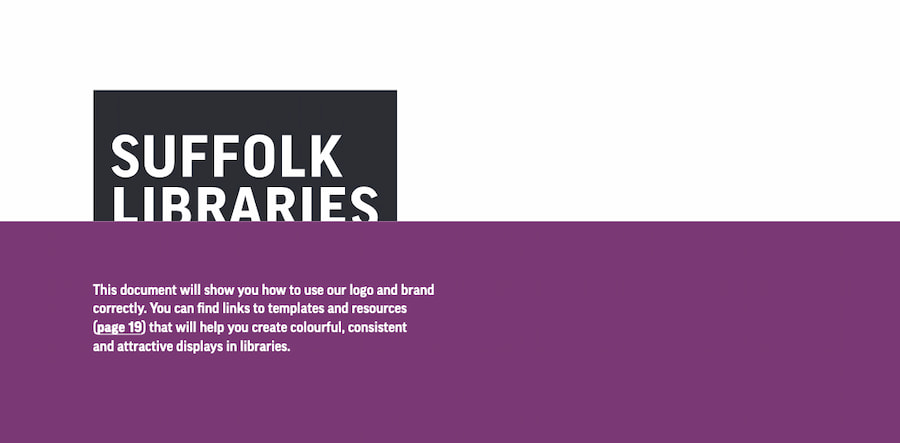 SUFFOLK
LIBRARIES
This document will show you how to use our logo and brand
correctly. You can find links to templates and resources
(page 19) that will help you create colourful, consistent
and attractive displays in libraries.